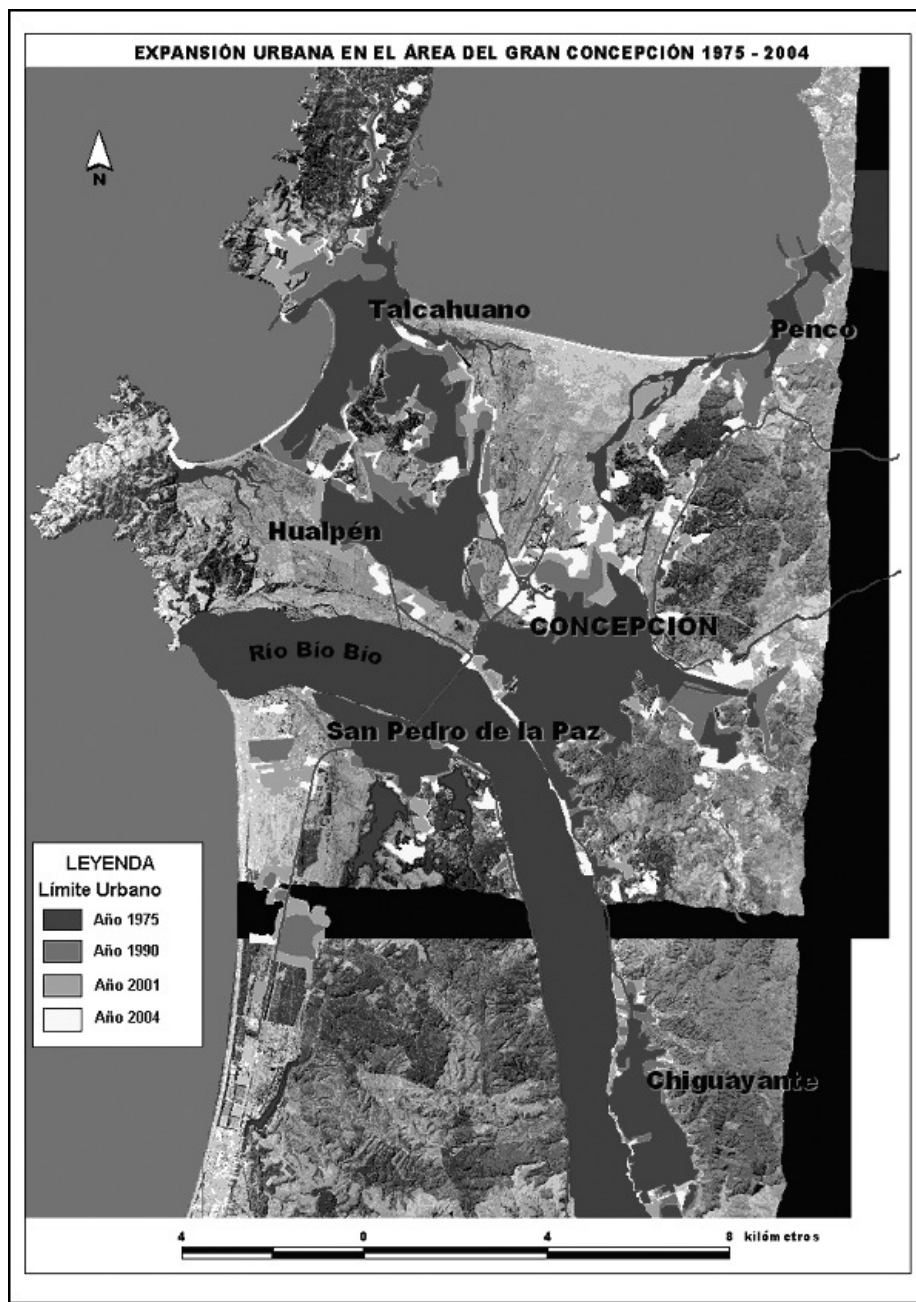 EXPANSIÓN URBANA EN EL ÁREA DEL GRAN CONCEPCIÓN 1975 - 2004
N
Talcahuano
Penco
Hualpén
CONCEPCIÓN
Río Bío Bío
San Pedro de la Paz
LEYENDA
Límite Urbano
Año 1975
Año 1990
Año 2001
Año 2004
Chiguayante
4 0 4 8 kilómetros